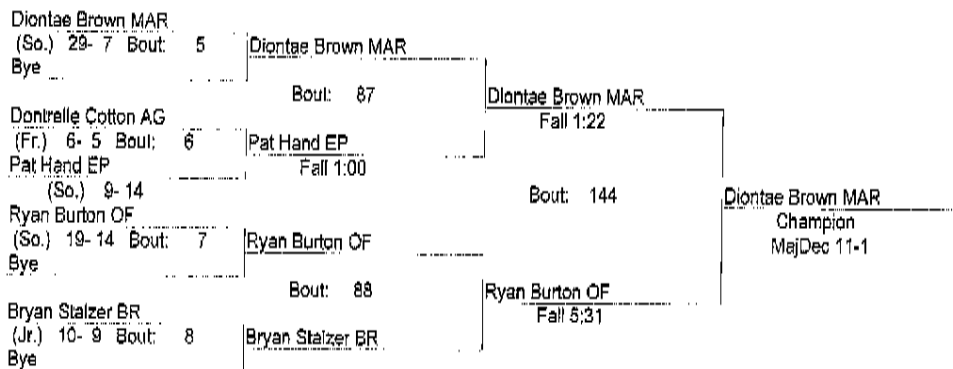 Diontae Brown MAR
(So.) 29- 7 Bout: 5
Bye
Diontae Brown MAR
Bout: 87
Dontrelle Cotton AG
(Fr.) 6- 5 Bout: 6
Pat Hand EP
(So.) 9- 14
Pat Hand EP
Fall 1:00
Diontae Brown MAR
Fall 1:22
Ryan Burton OF
(So.) 19- 14 Bout: 7
Bye
Ryan Burton OF
Bout: 88
Bryan Stalzer BR
(Jr.) 10- 9 Bout: 8
Bye
Bryan Stalzer BR
Ryan Burton OF
Fall 5:31
Bout: 144
Diontae Brown MAR
Champion
MajDec 11-1